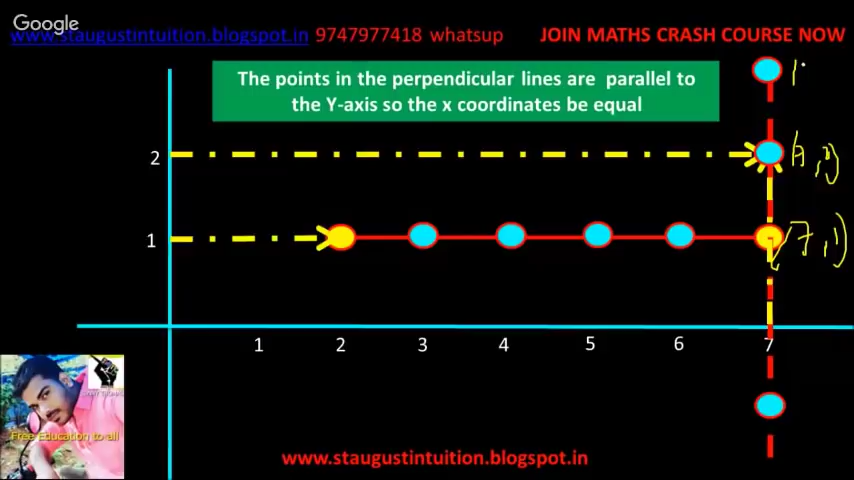 Google
www.staugustintuition.blogspot.in 9747977418 whatsup JOIN MATHS CRASH COURSE NOW
The points in the perpendicular lines are parallel to
the Y-axis so the x coordinates be equal
2
1
(7,1)
1 2 3 4 5 6 7
Free Education to all
www.staugustintuition.blogspot.in